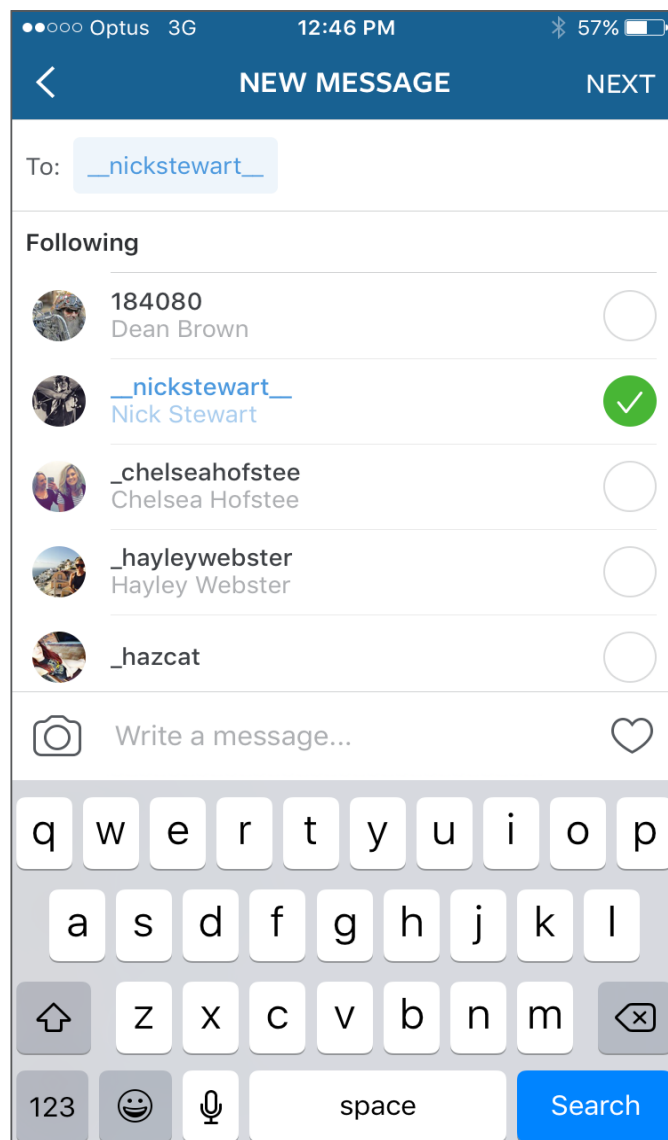 Optus 3G 12:46 PM 57%
NEW MESSAGE NEXT
To: __nickstewart__
Following
184080
Dean Brown
__nickstewart__
Nick Stewart
_chelseahofstee
Chelsea Hofstee
_hayleywebster
Hayley Webster
_hazcat
Write a message...
q w e r t y u i o p
a s d f g h j k l
z x c v b n m
123 space Search